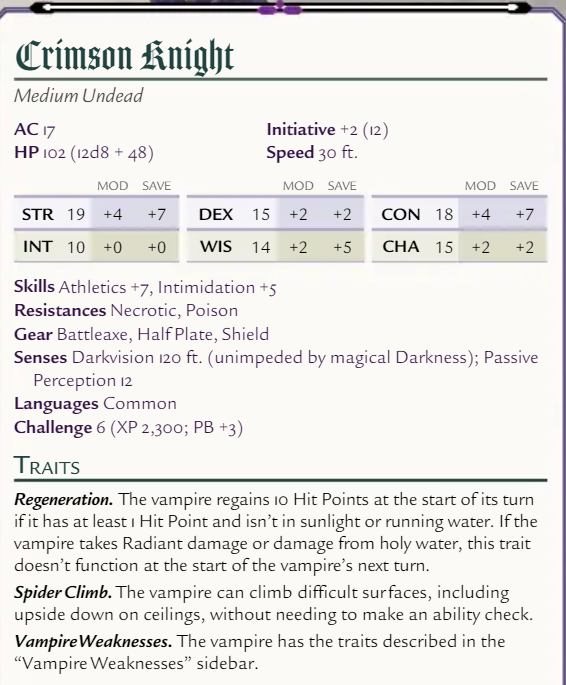 Crimson Knight
Medium Undead
AC 17 Initiative +2 (12)
HP 102 (12d8 + 48) Speed 30 ft.
MOD SAVE MOD SAVE MOD SAVE
STR 19 +4 +7 DEX 15 +2 +2 CON 18 +4 +7
INT 10 +0 +0 WIS 14 +2 +5 CHA 15 +2 +2
Skills Athletics +7, Intimidation +5
Resistances Necrotic, Poison
Gear Battleaxe, Half Plate, Shield
Senses Darkvision 120 ft. (unimpeded by magical Darkness); Passive
Perception 12
Languages Common
Challenge 6 (XP 2,300; PB +3)
Traits
Regeneration. The vampire regains 10 Hit Points at the start of its turn
if it has at least 1 Hit Point and isn't in sunlight or running water. If the
vampire takes Radiant damage or damage from holy water, this trait
doesn't function at the start of the vampire's next turn.
Spider Climb. The vampire can climb difficult surfaces, including
upside down on ceilings, without needing to make an ability check.
Vampire Weaknesses. The vampire has the traits described in the
“Vampire Weaknesses” sidebar.